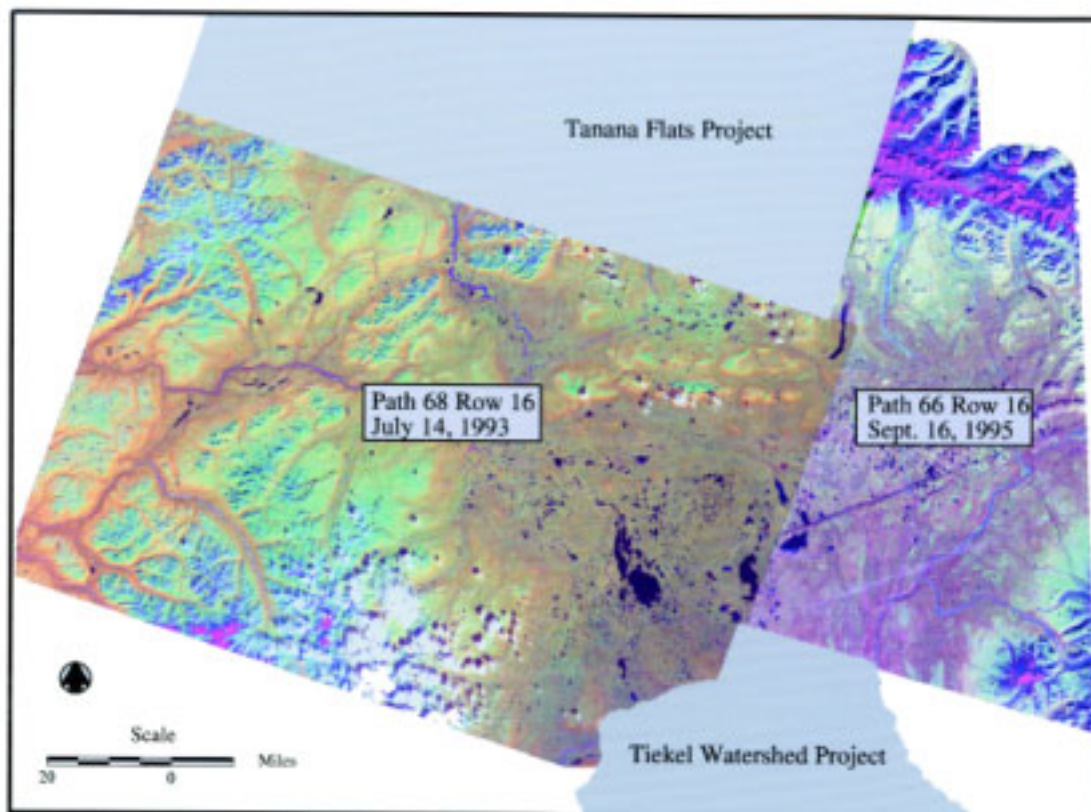 Tanana Flats Project
Path 68 Row 16
July 14, 1993
Path 66 Row 16
Sept. 16, 1995
Scale
Miles
20 0
Tiekel Watershed Project